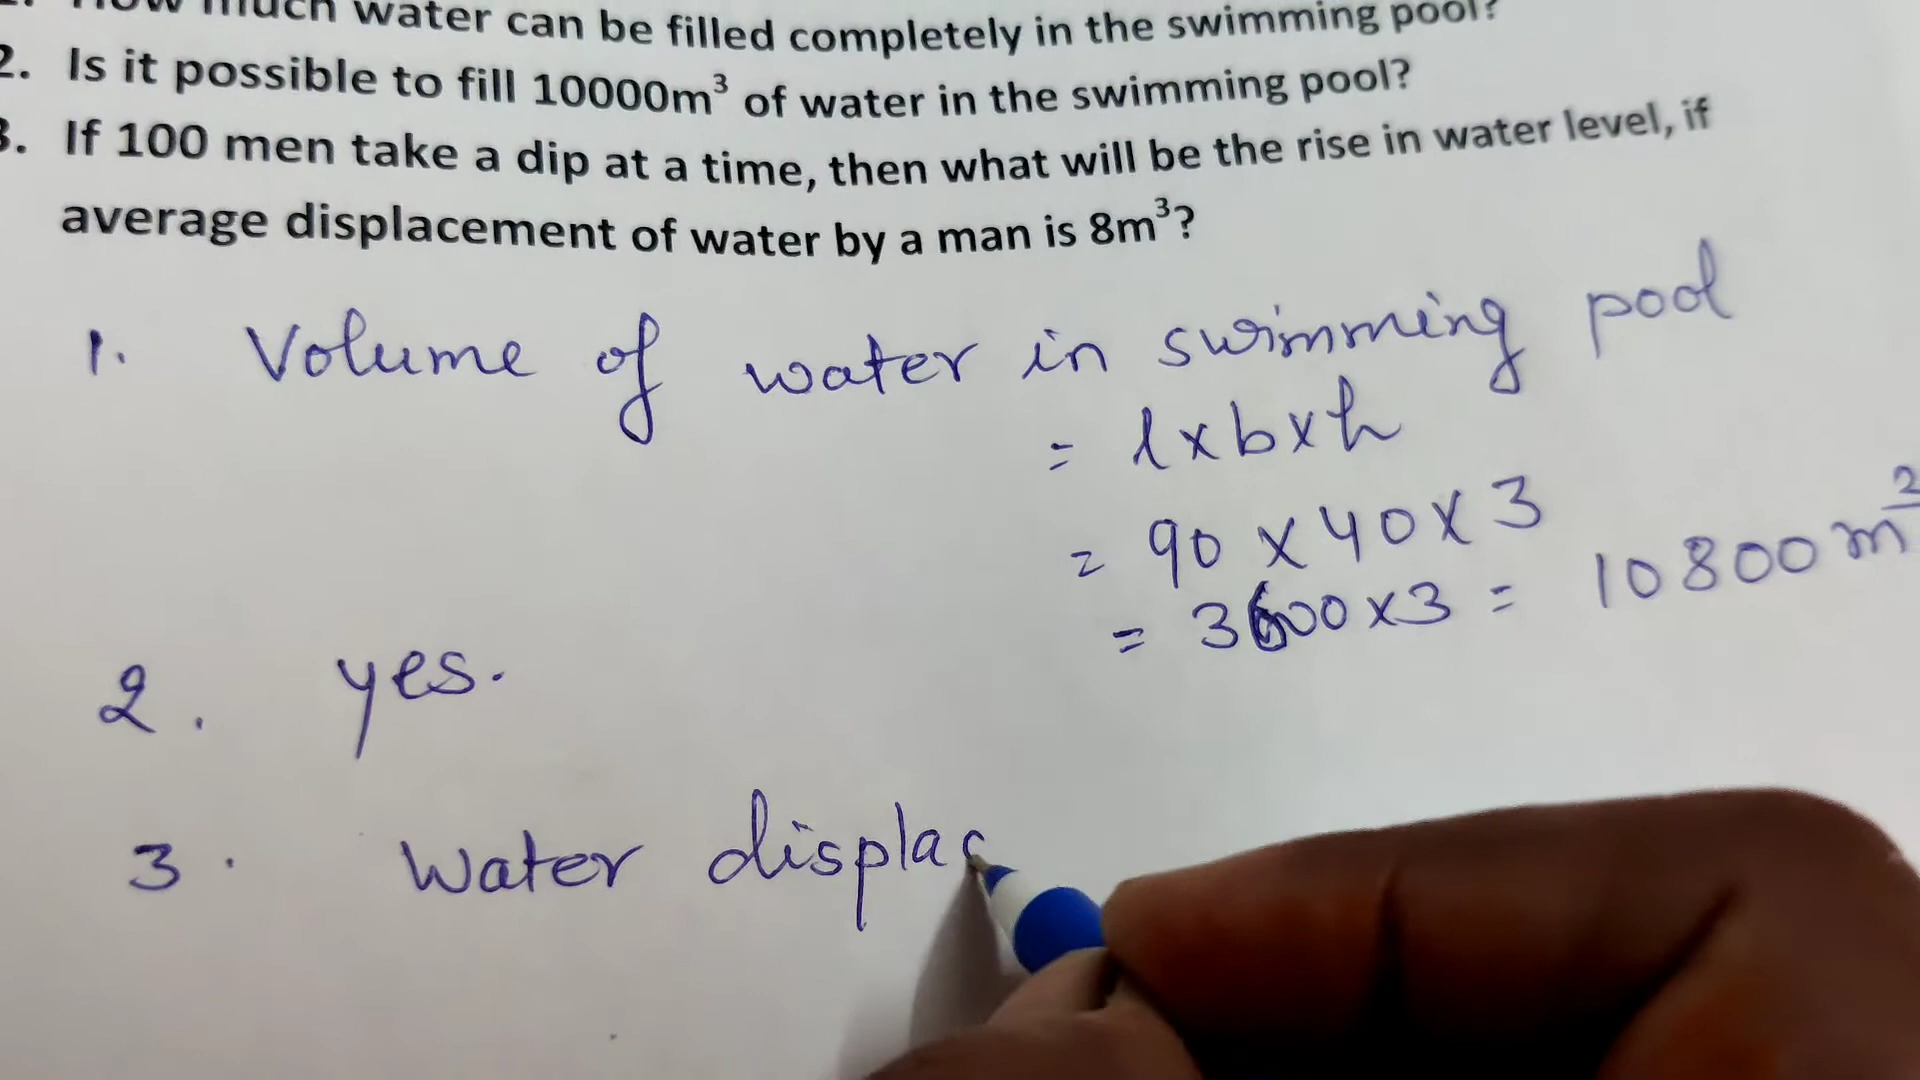 How much water can be filled completely in the swimming pool?
2. Is it possible to fill 10000m³ of water in the swimming pool?
3. If 100 men take a dip at a time, then what will be the rise in water level, if
average displacement of water by a man is 8m³?
1. Volume of water in swimming pool
= l×b×h
= 90 × 40 × 3
= 3600×3 = 10800 m³
2. yes.
3. Water displac